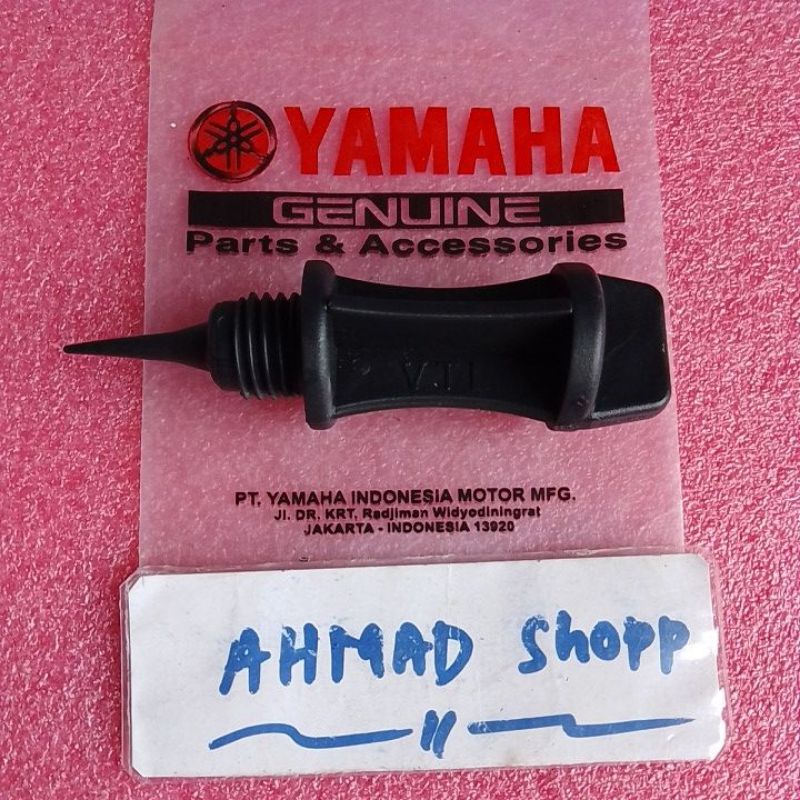 YAMAHA
GENUINE
Parts & Accessories
PT. YAMAHA INDONESIA MOTOR MFG.
Jl. DR. KRT. Radjiman Widyodiningrat
JAKARTA - INDONESIA 13920
AHMAD Shopp